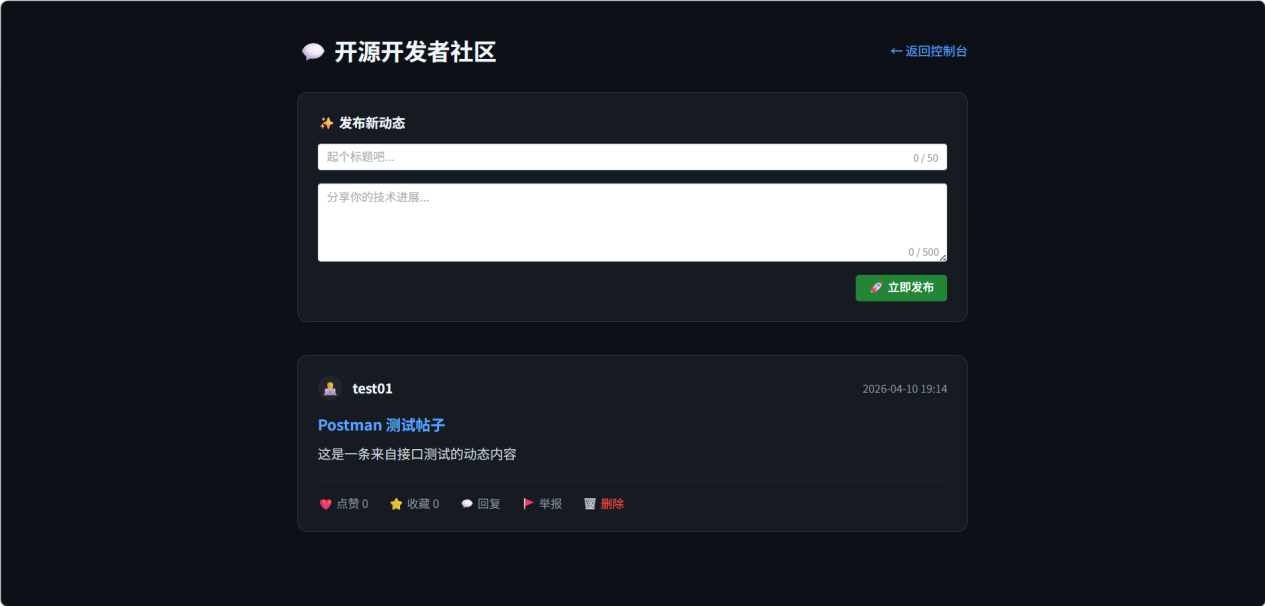 开源开发者社区
← 返回控制台
发布新动态
起个标题吧...
0 / 50
分享你的技术进展...
0 / 500
立即发布
test01
2026-04-10 19:14
Postman 测试帖子
这是一条来自接口测试的动态内容
点赞 0 收藏 0 回复 举报 删除